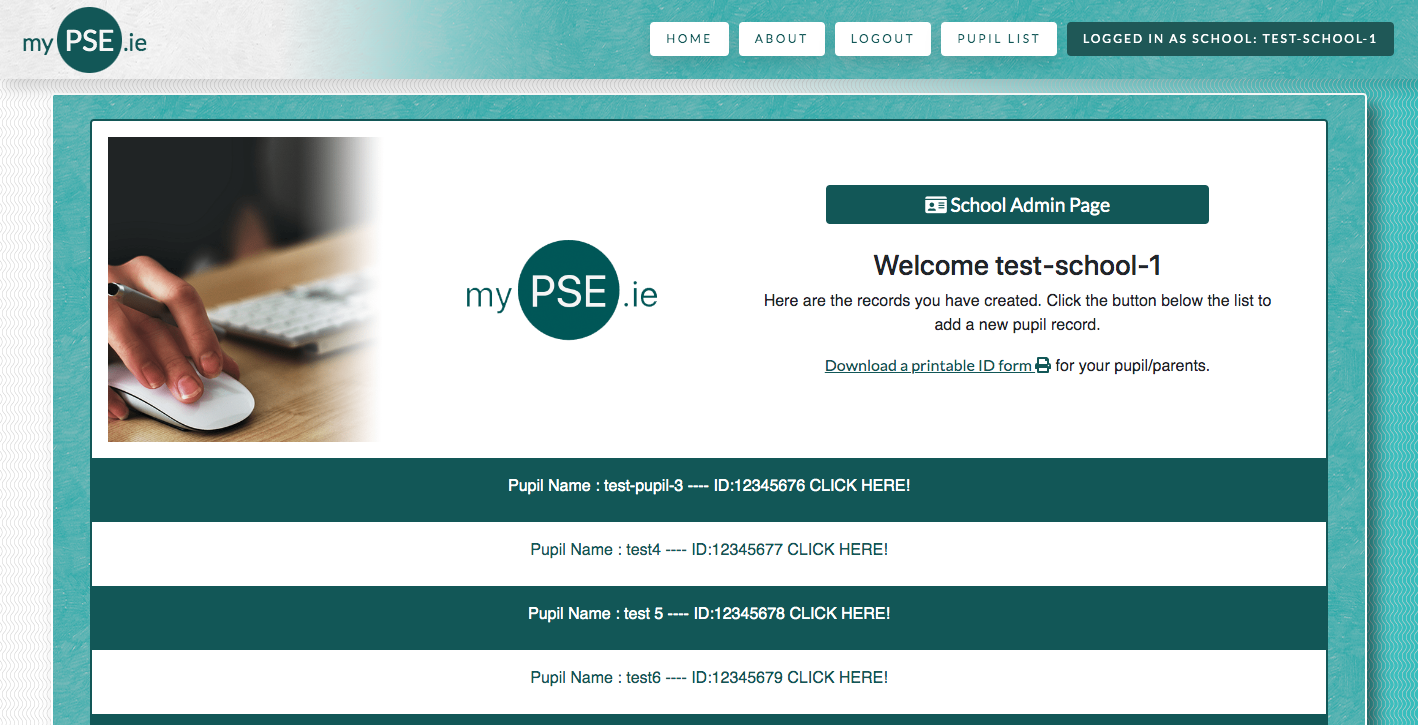 my PSE .ie
HOME
ABOUT
LOGOUT
PUPIL LIST
LOGGED IN AS SCHOOL: TEST-SCHOOL-1
my PSE .ie
School Admin Page
Welcome test-school-1
Here are the records you have created. Click the button below the list to
add a new pupil record.
Download a printable ID form for your pupil/parents.
Pupil Name : test-pupil-3 ---- ID:12345676 CLICK HERE!
Pupil Name : test4 ---- ID:12345677 CLICK HERE!
Pupil Name : test 5 ---- ID:12345678 CLICK HERE!
Pupil Name : test6 ---- ID:12345679 CLICK HERE!